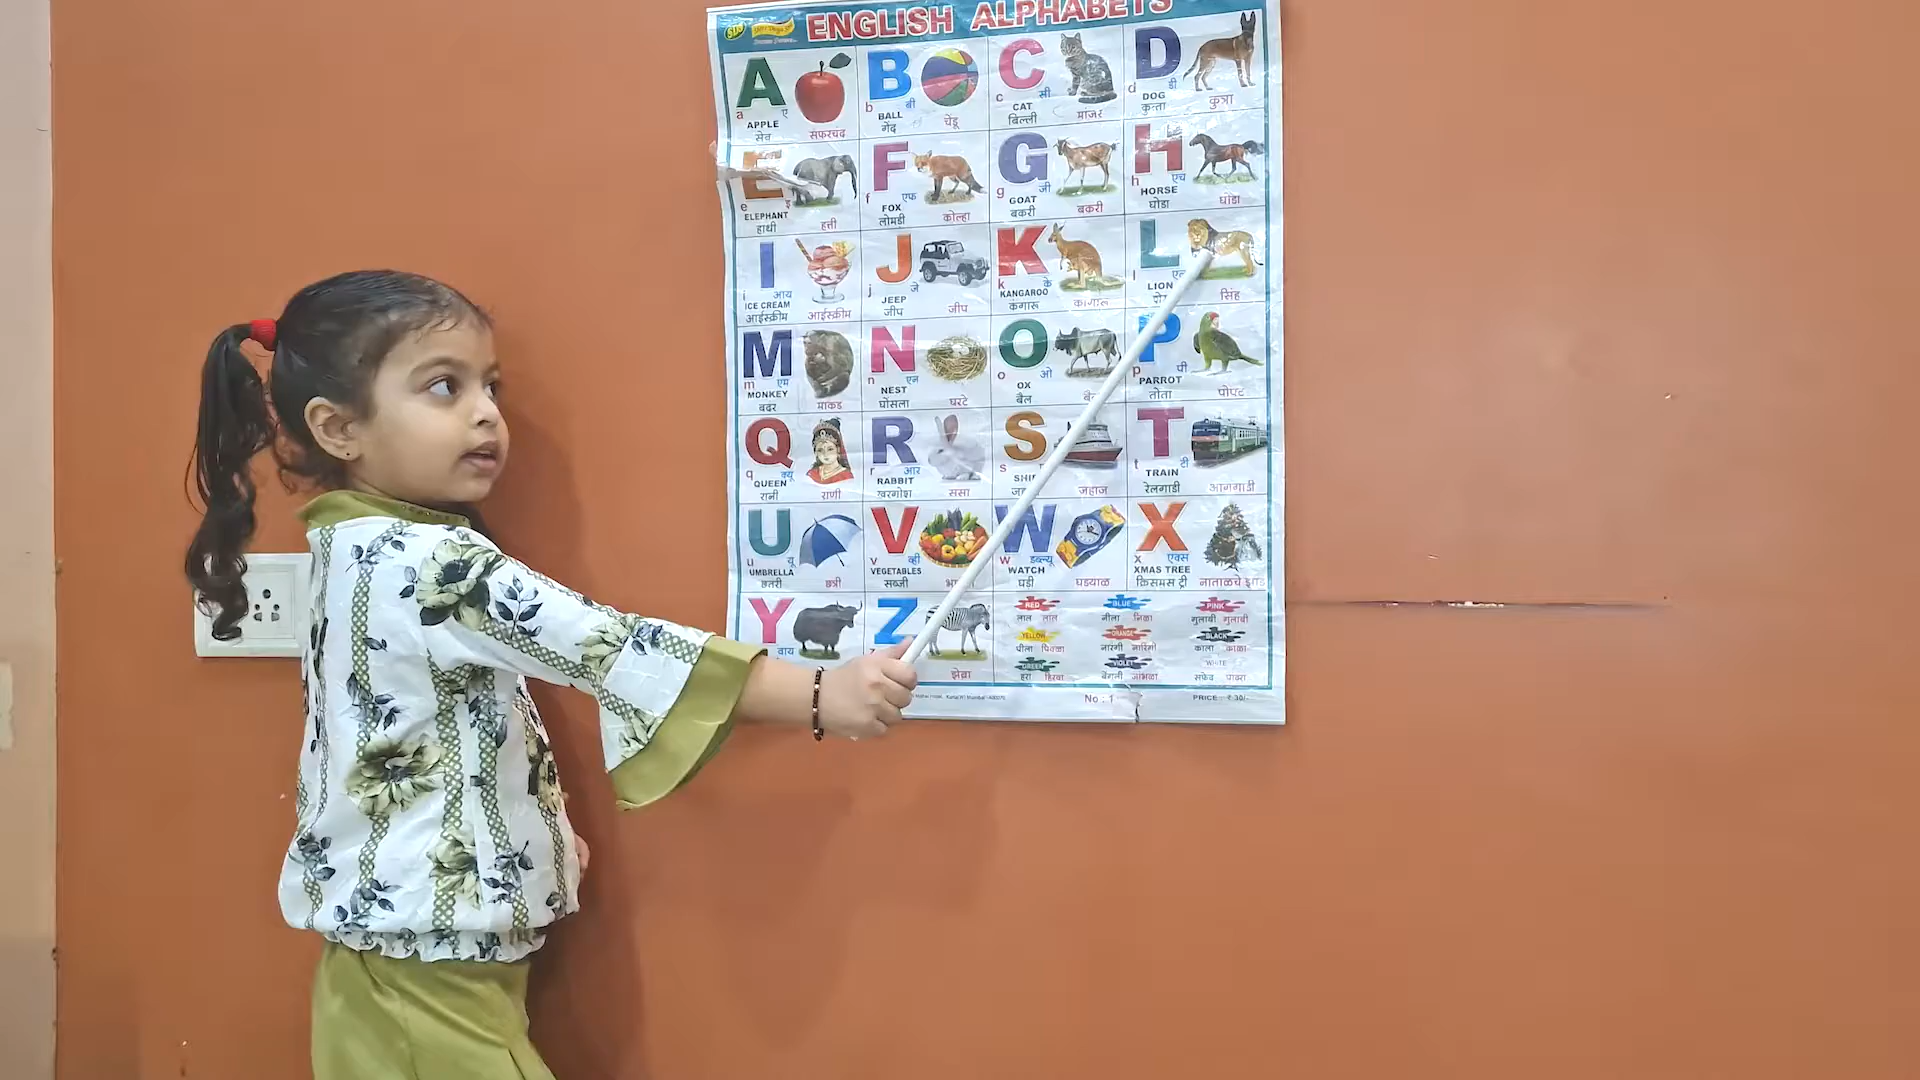 ENGLISH ALPHABETS
A B C D
a ए b बी c सी d डी
APPLE BALL CAT DOG
सेव सफरचंद गेंद चेंडू बिल्ली मांजर कुत्ता कुत्रा
E F G H
e इ f एफ g जी h एच
ELEPHANT FOX GOAT HORSE
हाथी हत्ती लोमडी कोल्हा बकरी बकरी घोडा घोडा
I J K L
i आय j जे k के l
ICE CREAM JEEP KANGAROO LION
आईस्क्रीम आईस्क्रीम जीप जीप कंगारू सिंह
M N O P
m एम n एन o ओ p पी
MONKEY NEST OX PARROT
बंदर माकड घोंसला घरटे बैल तोता पोपट
Q R S T
q क्यू r आर s t टी
QUEEN RABBIT TRAIN
रानी राणी खरगोश ससा जहाज रेलगाडी आगगाडी
U V W X
u यू v व्ही w डब्ल्यू x एक्स
UMBRELLA VEGETABLES WATCH XMAS TREE
छतरी छत्री सब्जी घडी घड्याळ क्रिसमस ट्री नाताळचे झाड
Y Z
वाय
झेब्रा
RED BLUE PINK
लाल लाल नीला निळा गुलाबी गुलाबी
YELLOW ORANGE BLACK
पीला पिवळा नारंगी नारिंगी काला काळा
GREEN VIOLET WHITE
हरा हिरवा बैंगनी जांभळा सफेद पांढरा
No : 1 PRICE : ₹ 30/-